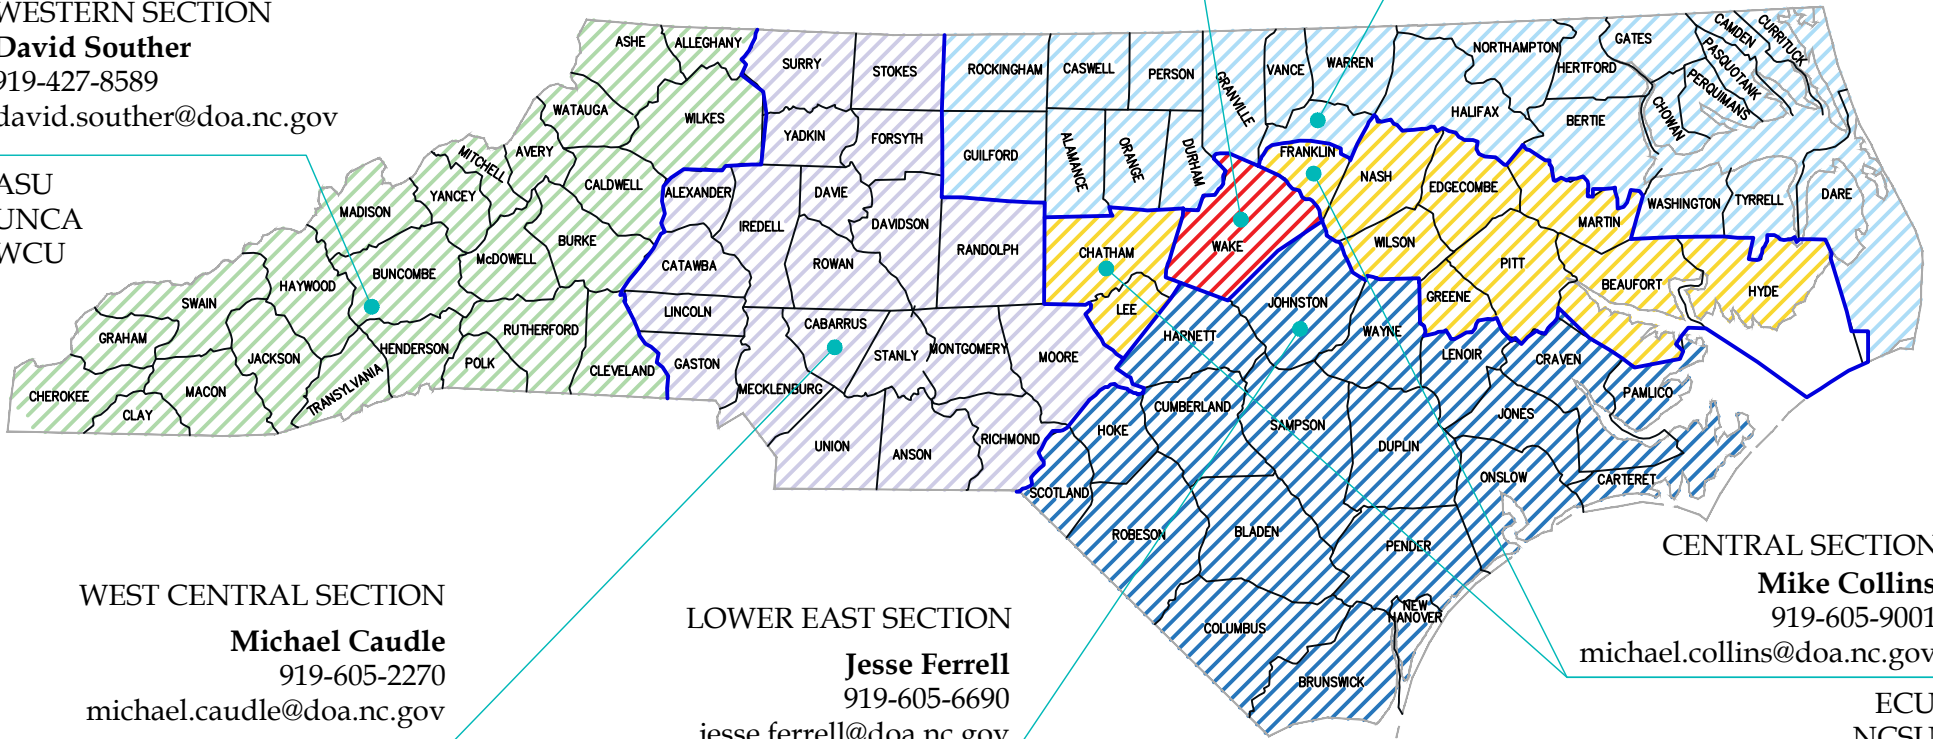 WESTERN SECTION
David Souther
919-427-8589
david.souther@doa.nc.gov
ASU
UNCA
WCU
ASHE
ALLEGHANY
SURRY
STOKES
ROCKINGHAM
CASWELL
PERSON
GRANVILLE
VANCE
WARREN
NORTHAMPTON
GATES
HERTFORD
CAMDEN
CURRITUCK
PASQUOTANK
PERQUIMANS
CHOWAN
WATAUGA
WILKES
YADKIN
FORSYTH
GUILFORD
ALAMANCE
ORANGE
DURHAM
FRANKLIN
HALIFAX
BERTIE
MITCHELL
AVERY
CALDWELL
ALEXANDER
DAVIE
NASH
EDGECOMBE
MARTIN
WASHINGTON
TYRRELL
DARE
MADISON
YANCEY
BURKE
IREDELL
DAVIDSON
RANDOLPH
CHATHAM
WAKE
WILSON
PITT
BEAUFORT
HYDE
HAYWOOD
BUNCOMBE
McDOWELL
CATAWBA
ROWAN
LEE
JOHNSTON
GREENE
SWAIN
GRAHAM
JACKSON
HENDERSON
RUTHERFORD
POLK
CLEVELAND
LINCOLN
GASTON
CABARRUS
STANLY
MONTGOMERY
MOORE
HARNETT
WAYNE
LENOIR
CRAVEN
PAMLICO
CHEROKEE
CLAY
MACON
TRANSYLVANIA
MECKLENBURG
UNION
ANSON
RICHMOND
HOKE
CUMBERLAND
SAMPSON
DUPLIN
JONES
ONSLOW
CARTERET
SCOTLAND
ROBESON
BLADEN
PENDER
COLUMBUS
NEW
HANOVER
BRUNSWICK
WEST CENTRAL SECTION
Michael Caudle
919-605-2270
michael.caudle@doa.nc.gov
LOWER EAST SECTION
Jesse Ferrell
919-605-6690
jesse.ferrell@doa.nc.gov
CENTRAL SECTION
Mike Collins
919-605-9001
michael.collins@doa.nc.gov
ECU
NCSU